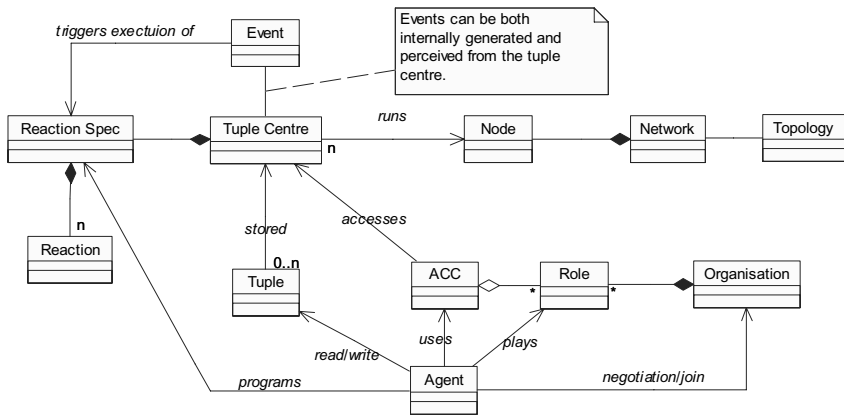 triggers exectuion of
Event
Events can be both
internally generated and
perceived from the tuple
centre.
Reaction Spec
Tuple Centre
n
runs
Node
Network
Topology
n
Reaction
stored
0..n
Tuple
accesses
ACC
*
Role
*
Organisation
read/write
uses
plays
programs
Agent
negotiation/join